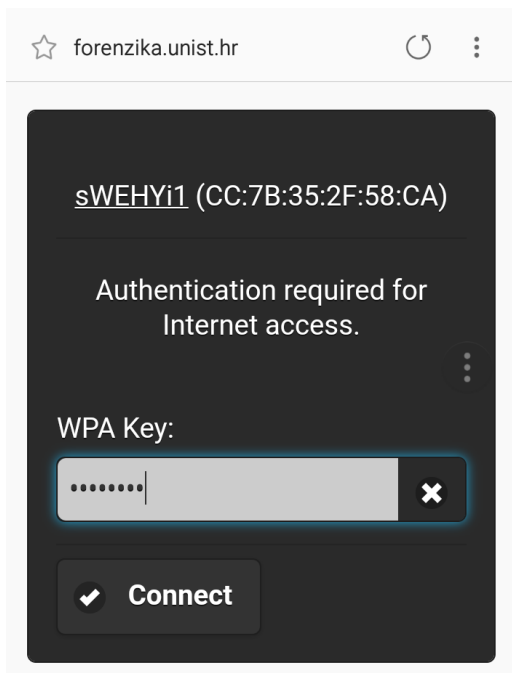 forenzika.unist.hr
sWEHYi1 (CC:7B:35:2F:58:CA)
Authentication required for
Internet access.
WPA Key:
••••••••
Connect